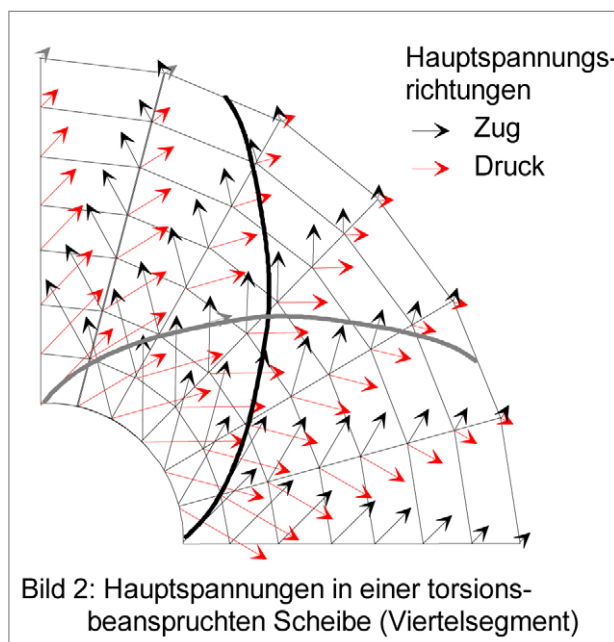 Hauptspannungs-
richtungen
Zug
Druck
Bild 2: Hauptspannungen in einer torsions-
beanspruchten Scheibe (Viertelsegment)